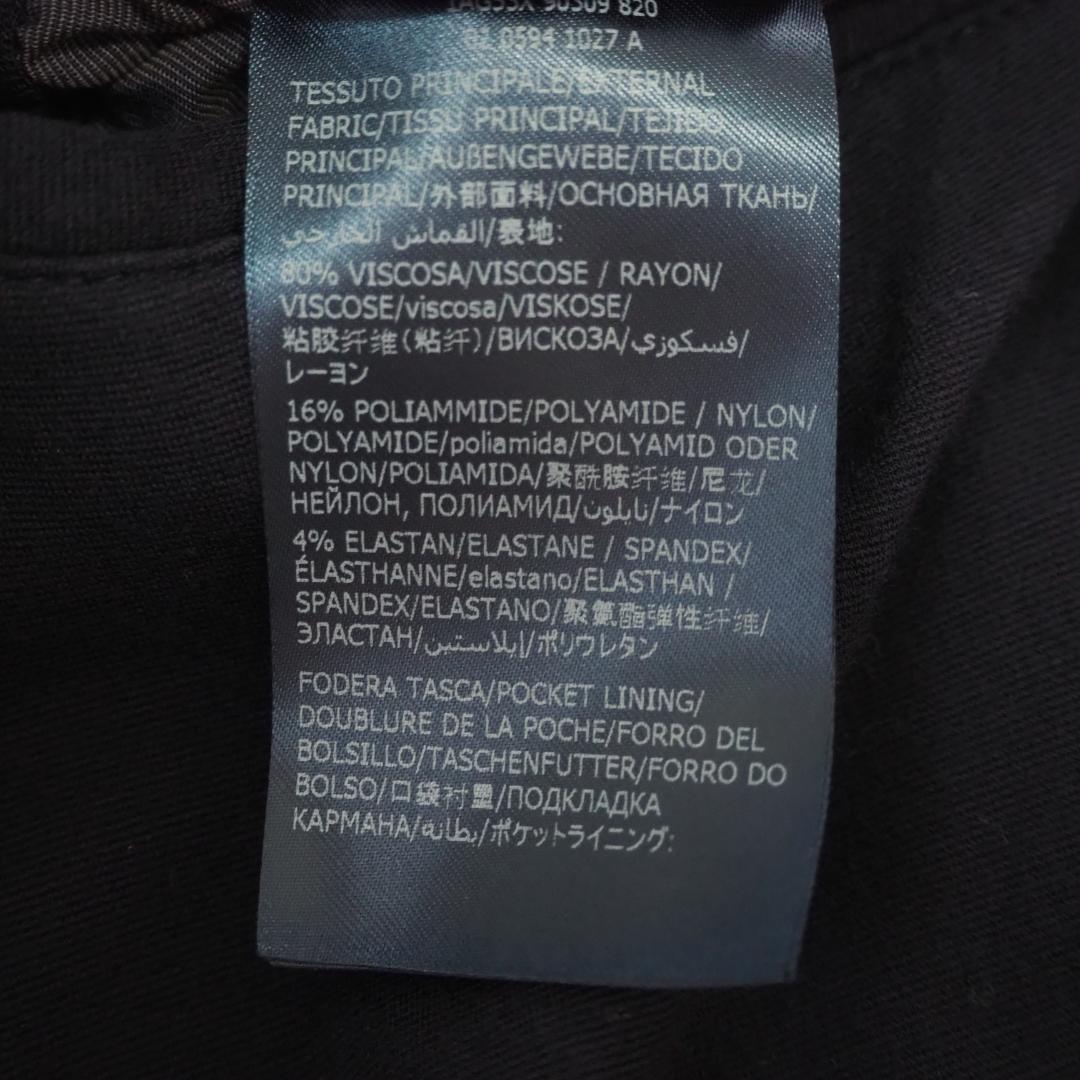 90309 820
0594 1027 A
TESSUTO PRINCIPALE/EXTERNAL
FABRIC/TISSU PRINCIPAL/TEJIDO
PRINCIPAL/AUßENGEWEBE/TECIDO
PRINCIPAL/外部面料/ОСНОВНАЯ ТКАНЬ/
القماش الخارجي/表地:
80% VISCOSA/VISCOSE / RAYON/
VISCOSE/viscosa/VISKOSE/
粘胶纤维(粘纤)/ВИСКОЗА/فسكوزي/
レーヨン
16% POLIAMMIDE/POLYAMIDE / NYLON/
POLYAMIDE/poliamida/POLYAMID ODER
NYLON/POLIAMIDA/聚酰胺纤维/尼龙/
НЕЙЛОН, ПОЛИАМИД/نايلون/ナイロン
4% ELASTAN/ELASTANE / SPANDEX/
ÉLASTHANNE/elastano/ELASTHAN /
SPANDEX/ELASTANO/聚氨酯弹性纤维/
ЭЛАСТАН/إيلاستين/ポリウレタン
FODERA TASCA/POCKET LINING/
DOUBLURE DE LA POCHE/FORRO DEL
BOLSILLO/TASCHENFUTTER/FORRO DO
BOLSO/口袋衬里/ПОДКЛАДКА
КАРМАНА/بطانه/ポケットライニング: